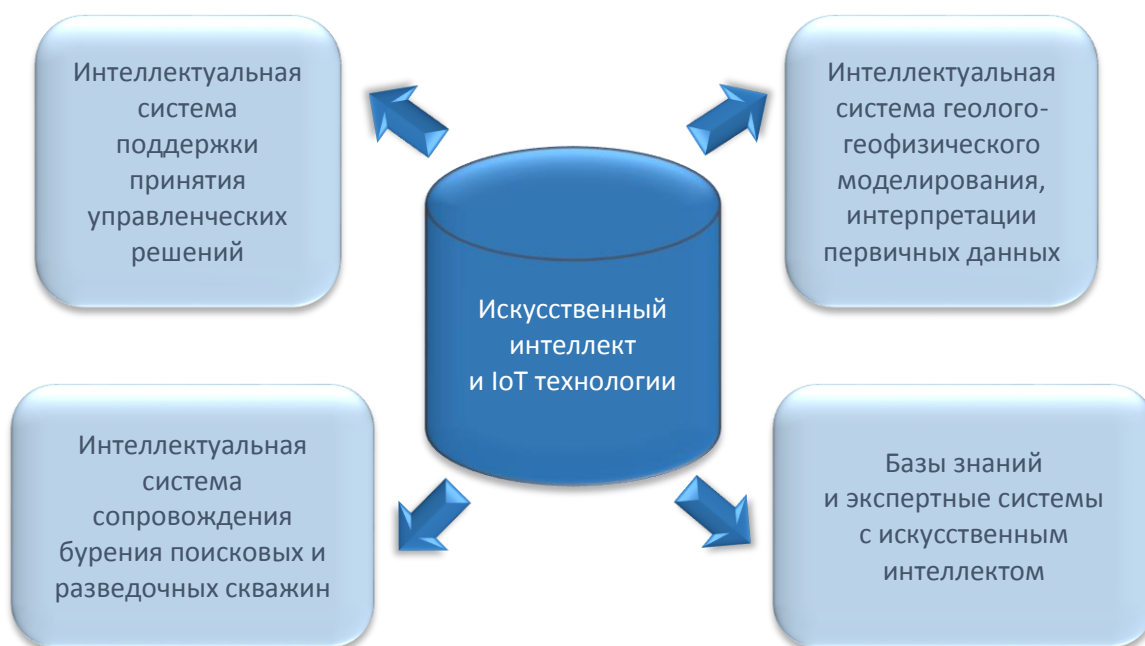 Интеллектуальная
система
поддержки
принятия
управленческих
решений
Интеллектуальная
система геолого-
геофизического
моделирования,
интерпретации
первичных данных
Искусственный
интеллект
и IoT технологии
Интеллектуальная
система
сопровождения
бурения поисковых и
разведочных скважин
Базы знаний
и экспертные системы
с искусственным
интеллектом